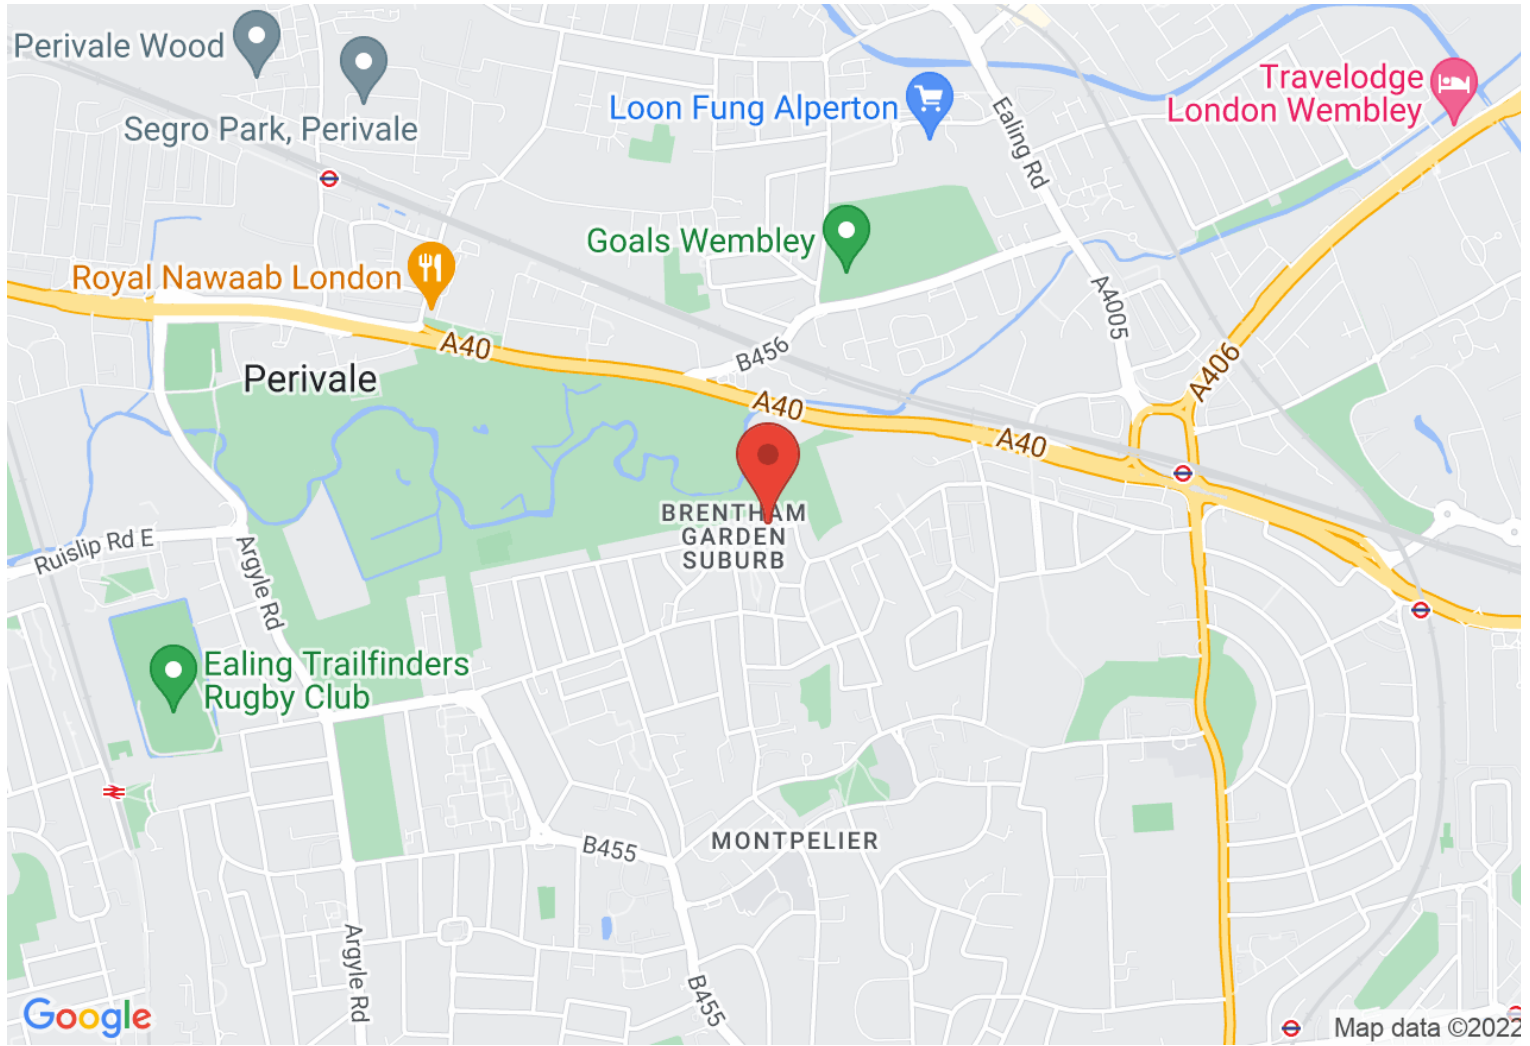 Perivale Wood
Segro Park, Perivale
Loon Fung Alperton
Travelodge
London Wembley
Ealing Rd
Goals Wembley
Royal Nawaab London
A4005
A40
B456
A406
Perivale
A40
A40
BRENTHAM
GARDEN
SUBURB
Ruislip Rd E
Argyle Rd
Ealing Trailfinders
Rugby Club
MONTPELIER
B455
Argyle Rd
B455
Google
Map data ©2022